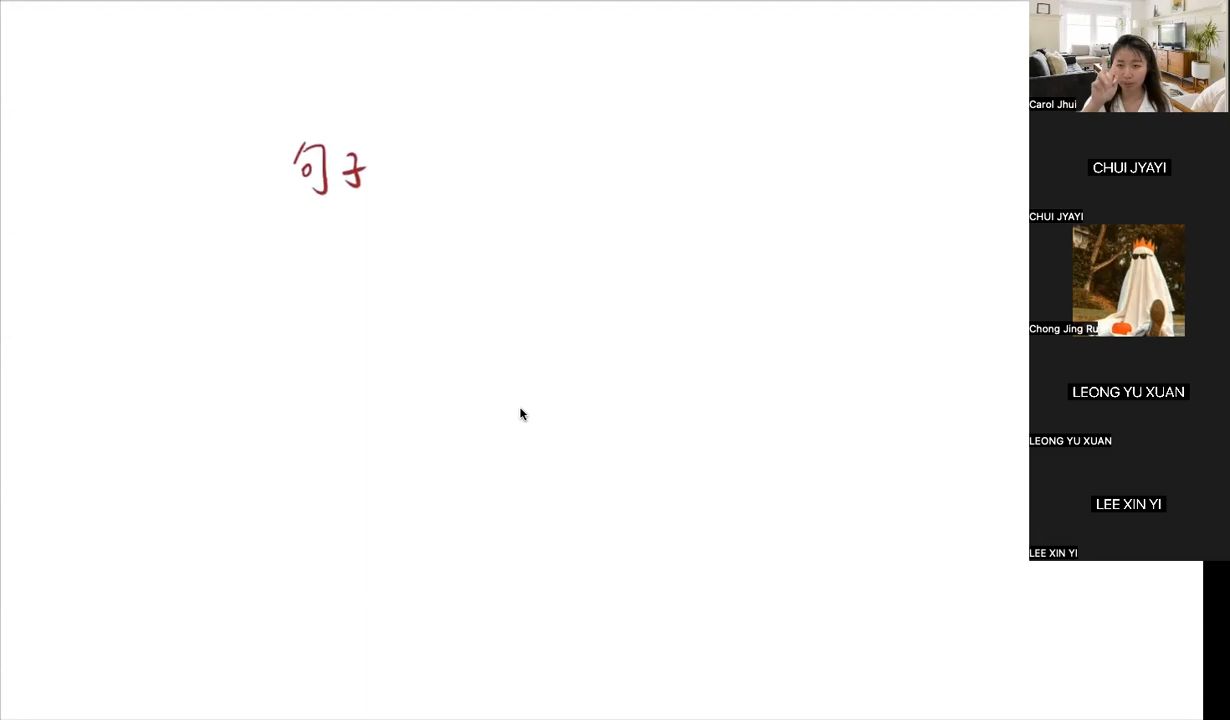 句子
Carol Jhui
CHUI JYAYI
CHUI JYAYI
Chong Jing Ru
LEONG YU XUAN
LEONG YU XUAN
LEE XIN YI
LEE XIN YI